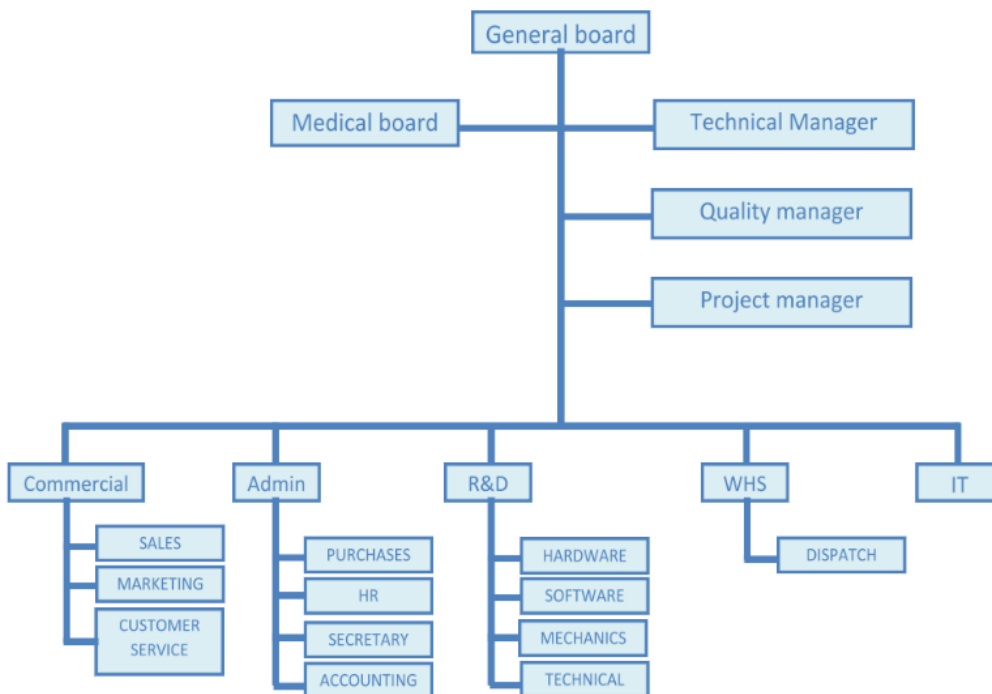 General board
Medical board
Technical Manager
Quality manager
Project manager
Commercial
Admin
R&D
WHS
IT
SALES
MARKETING
CUSTOMER
SERVICE
PURCHASES
HR
SECRETARY
ACCOUNTING
HARDWARE
SOFTWARE
MECHANICS
TECHNICAL
DISPATCH